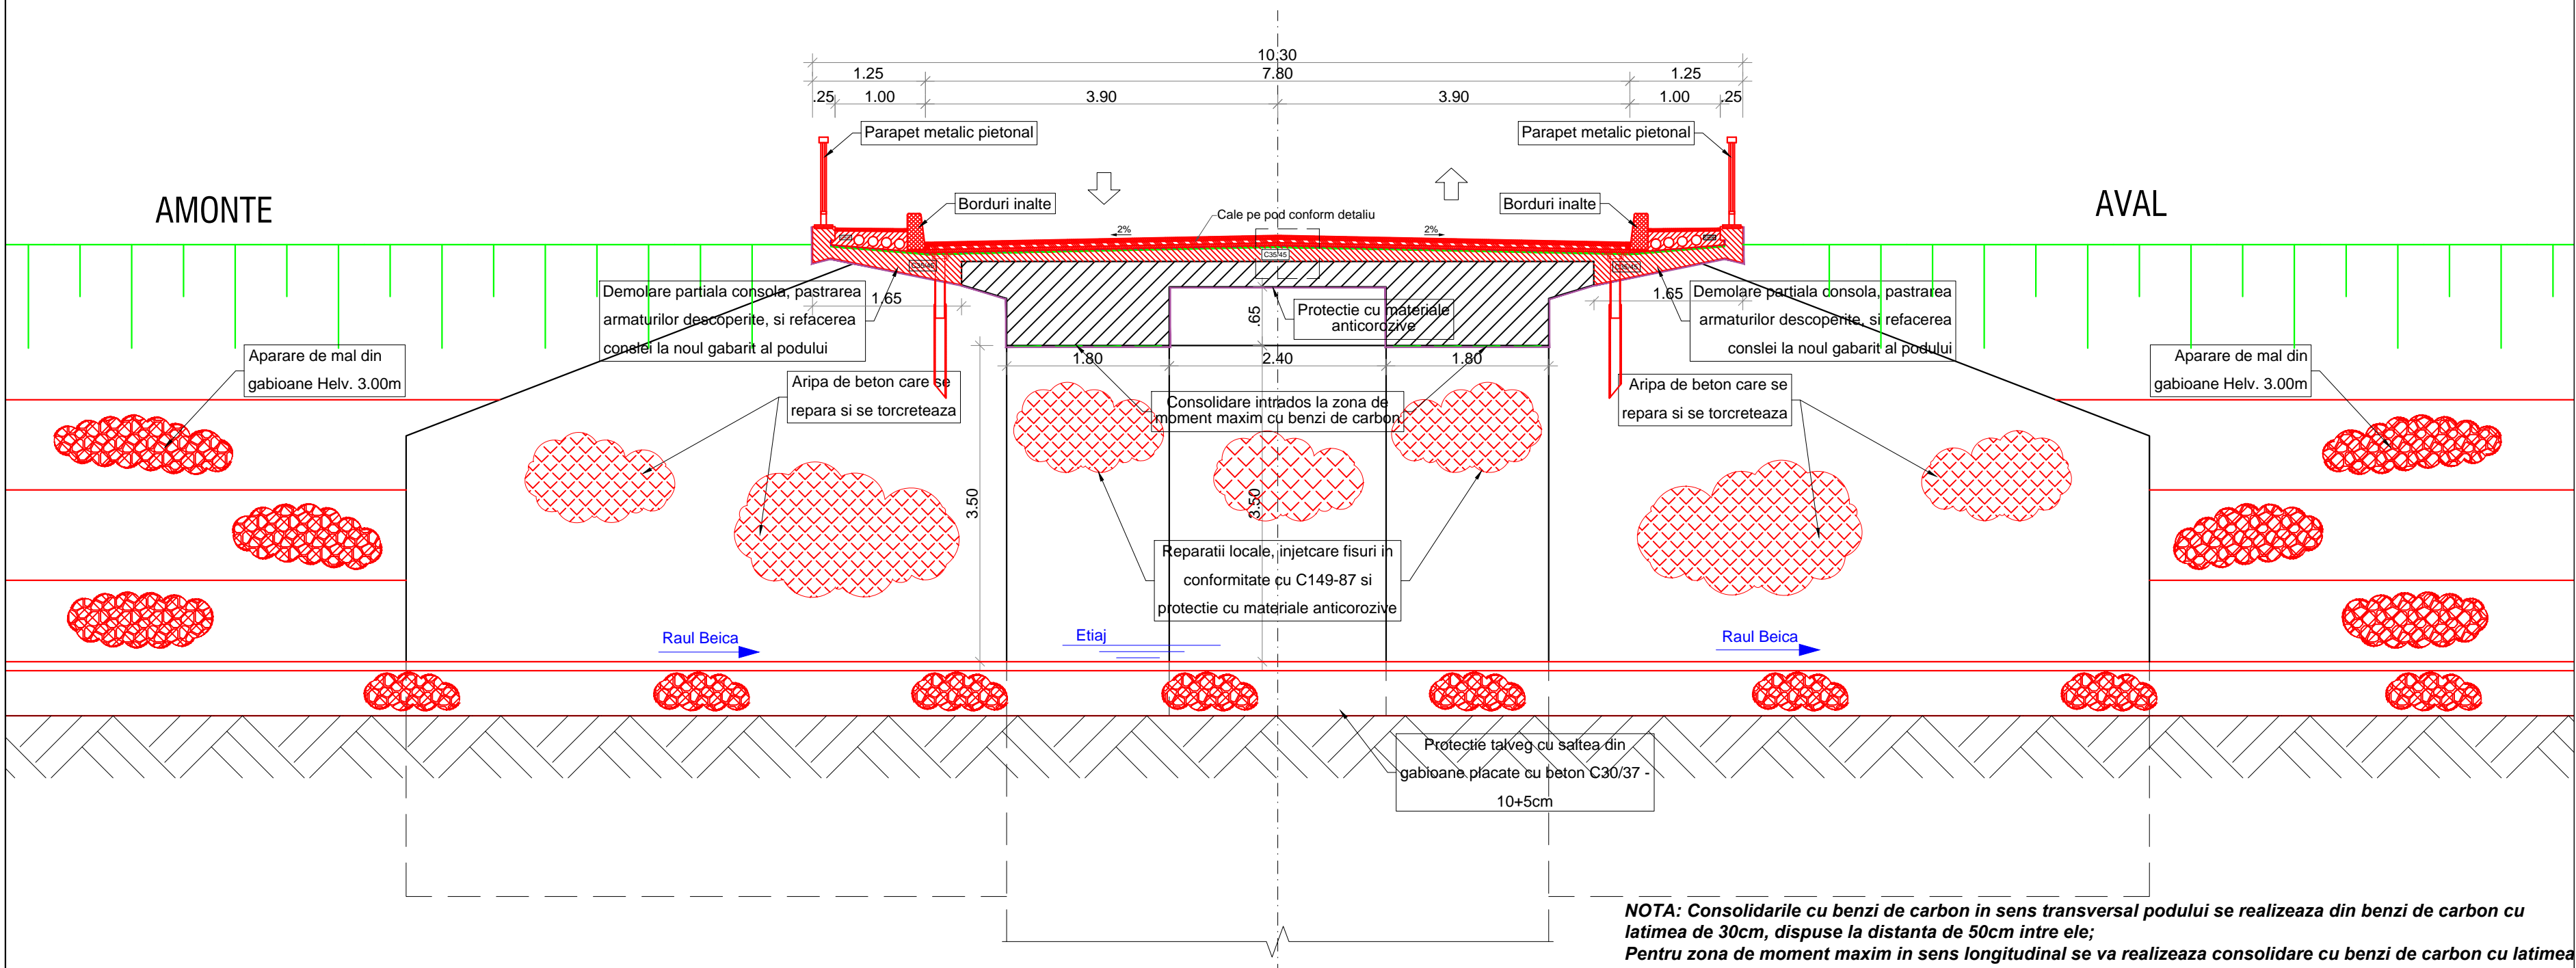 10.30
1.25
7.80
1.25
.25
1.00
3.90
3.90
1.00
.25
Parapet metalic pietonal
Parapet metalic pietonal
AMONTE
AVAL
Borduri inalte
Borduri inalte
Cale pe pod conform detaliu
2%
2%
C35/45
C35/45
C35/45
Demolare partiala consola, pastrarea
armaturilor descoperite, si refacerea
conslei la noul gabarit al podului
1.65
.65
Protectie cu materiale
anticorozive
1.65
Demolare partiala consola, pastrarea
armaturilor descoperite, si refacerea
conslei la noul gabarit al podului
Aparare de mal din
gabioane Helv. 3.00m
1.80
2.40
1.80
Aparare de mal din
gabioane Helv. 3.00m
Aripa de beton care se
repara si se torcreteaza
Consolidare intrados la zona de
moment maxim cu benzi de carbon
Aripa de beton care se
repara si se torcreteaza
3.50
3.50
Reparatii locale, injetcare fisuri in
conformitate cu C149-87 si
protectie cu materiale anticorozive
Raul Beica
Etiaj
Raul Beica
Protectie talveg cu saltea din
gabioane placate cu beton C30/37 -
10+5cm
NOTA: Consolidarile cu benzi de carbon in sens transversal podului se realizeaza din benzi de carbon cu
latimea de 30cm, dispuse la distanta de 50cm intre ele;
Pentru zona de moment maxim in sens longitudinal se va realizeaza consolidare cu benzi de carbon cu latimea